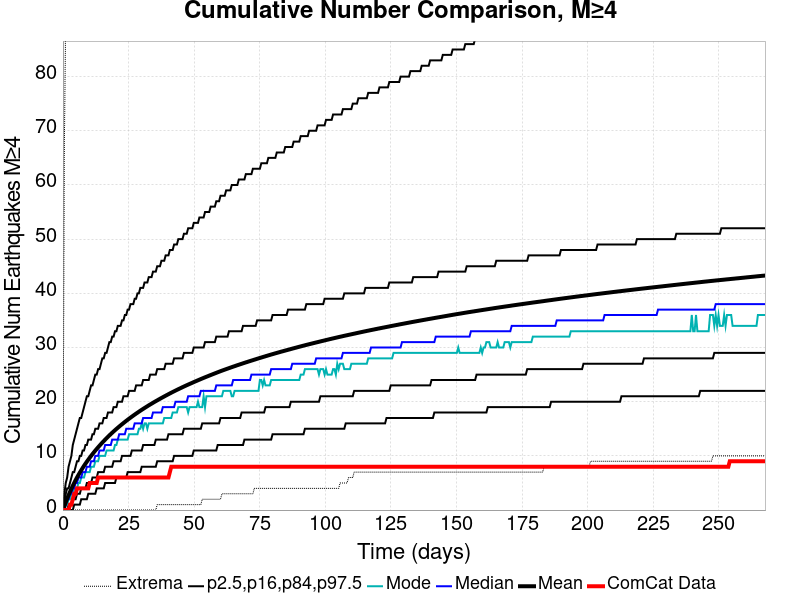 Cumulative Number Comparison, M≥4
Cumulative Num Earthquakes M≥4
80
70
60
50
40
30
20
10
0
0 25 50 75 100 125 150 175 200 225 250
Time (days)
Extrema p2.5,p16,p84,p97.5 Mode Median Mean ComCat Data